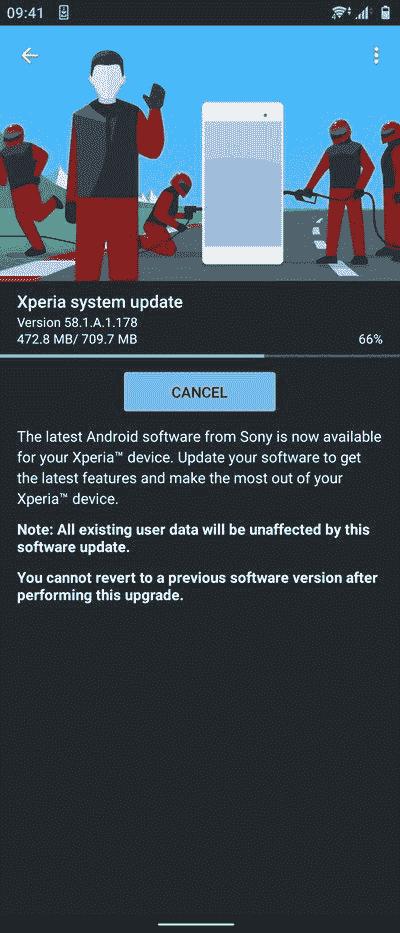 09:41
Xperia system update
Version 58.1.A.1.178
472.8 MB/ 709.7 MB 66%
CANCEL
The latest Android software from Sony is now available
for your Xperia™ device. Update your software to get
the latest features and make the most out of your
Xperia™ device.
Note: All existing user data will be unaffected by this
software update.
You cannot revert to a previous software version after
performing this upgrade.